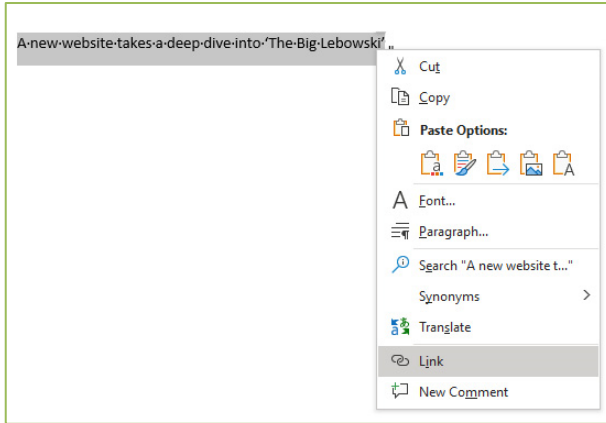 A·new·website·takes·a·deep·dive·into·‘The·Big·Lebowski’
Cut
Copy
Paste Options:
Font...
Paragraph...
Search "A new website t..."
Synonyms
Translate
Link
New Comment